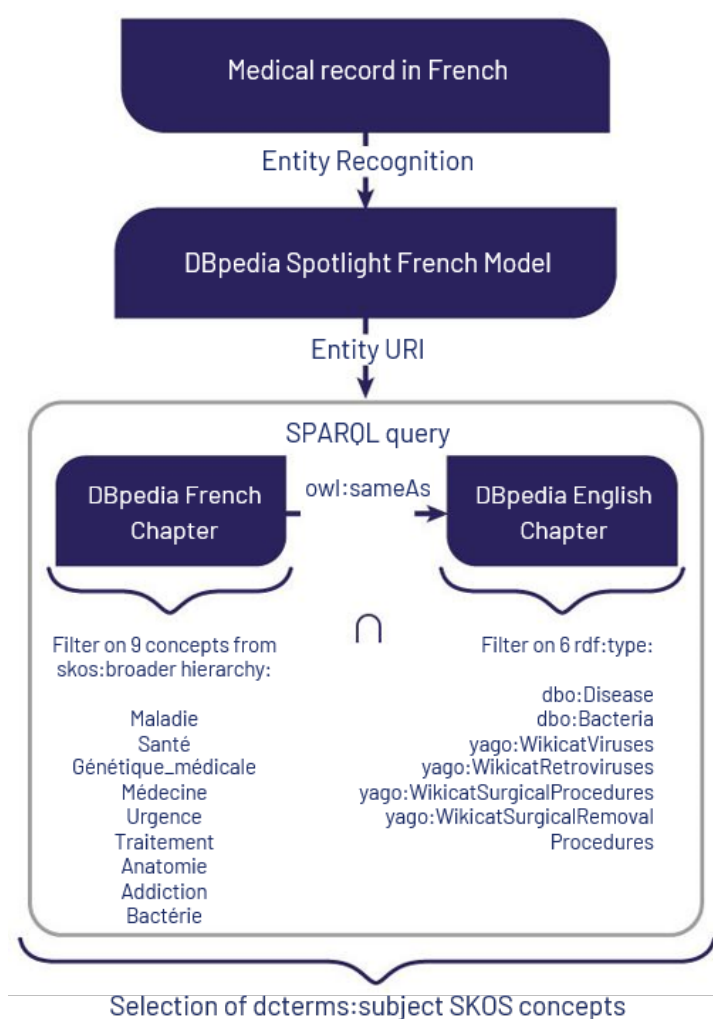 Medical record in French
Entity Recognition
DBpedia Spotlight French Model
Entity URI
SPARQL query
DBpedia French
Chapter
owl:sameAs
DBpedia English
Chapter
∩
Filter on 9 concepts from
skos:broader hierarchy:
Maladie
Santé
Génétique_médicale
Médecine
Urgence
Traitement
Anatomie
Addiction
Bactérie
Filter on 6 rdf:type:
dbo:Disease
dbo:Bacteria
yago:WikicatViruses
yago:WikicatRetroviruses
yago:WikicatSurgicalProcedures
yago:WikicatSurgicalRemoval
Procedures
Selection of dcterms:subject SKOS concepts